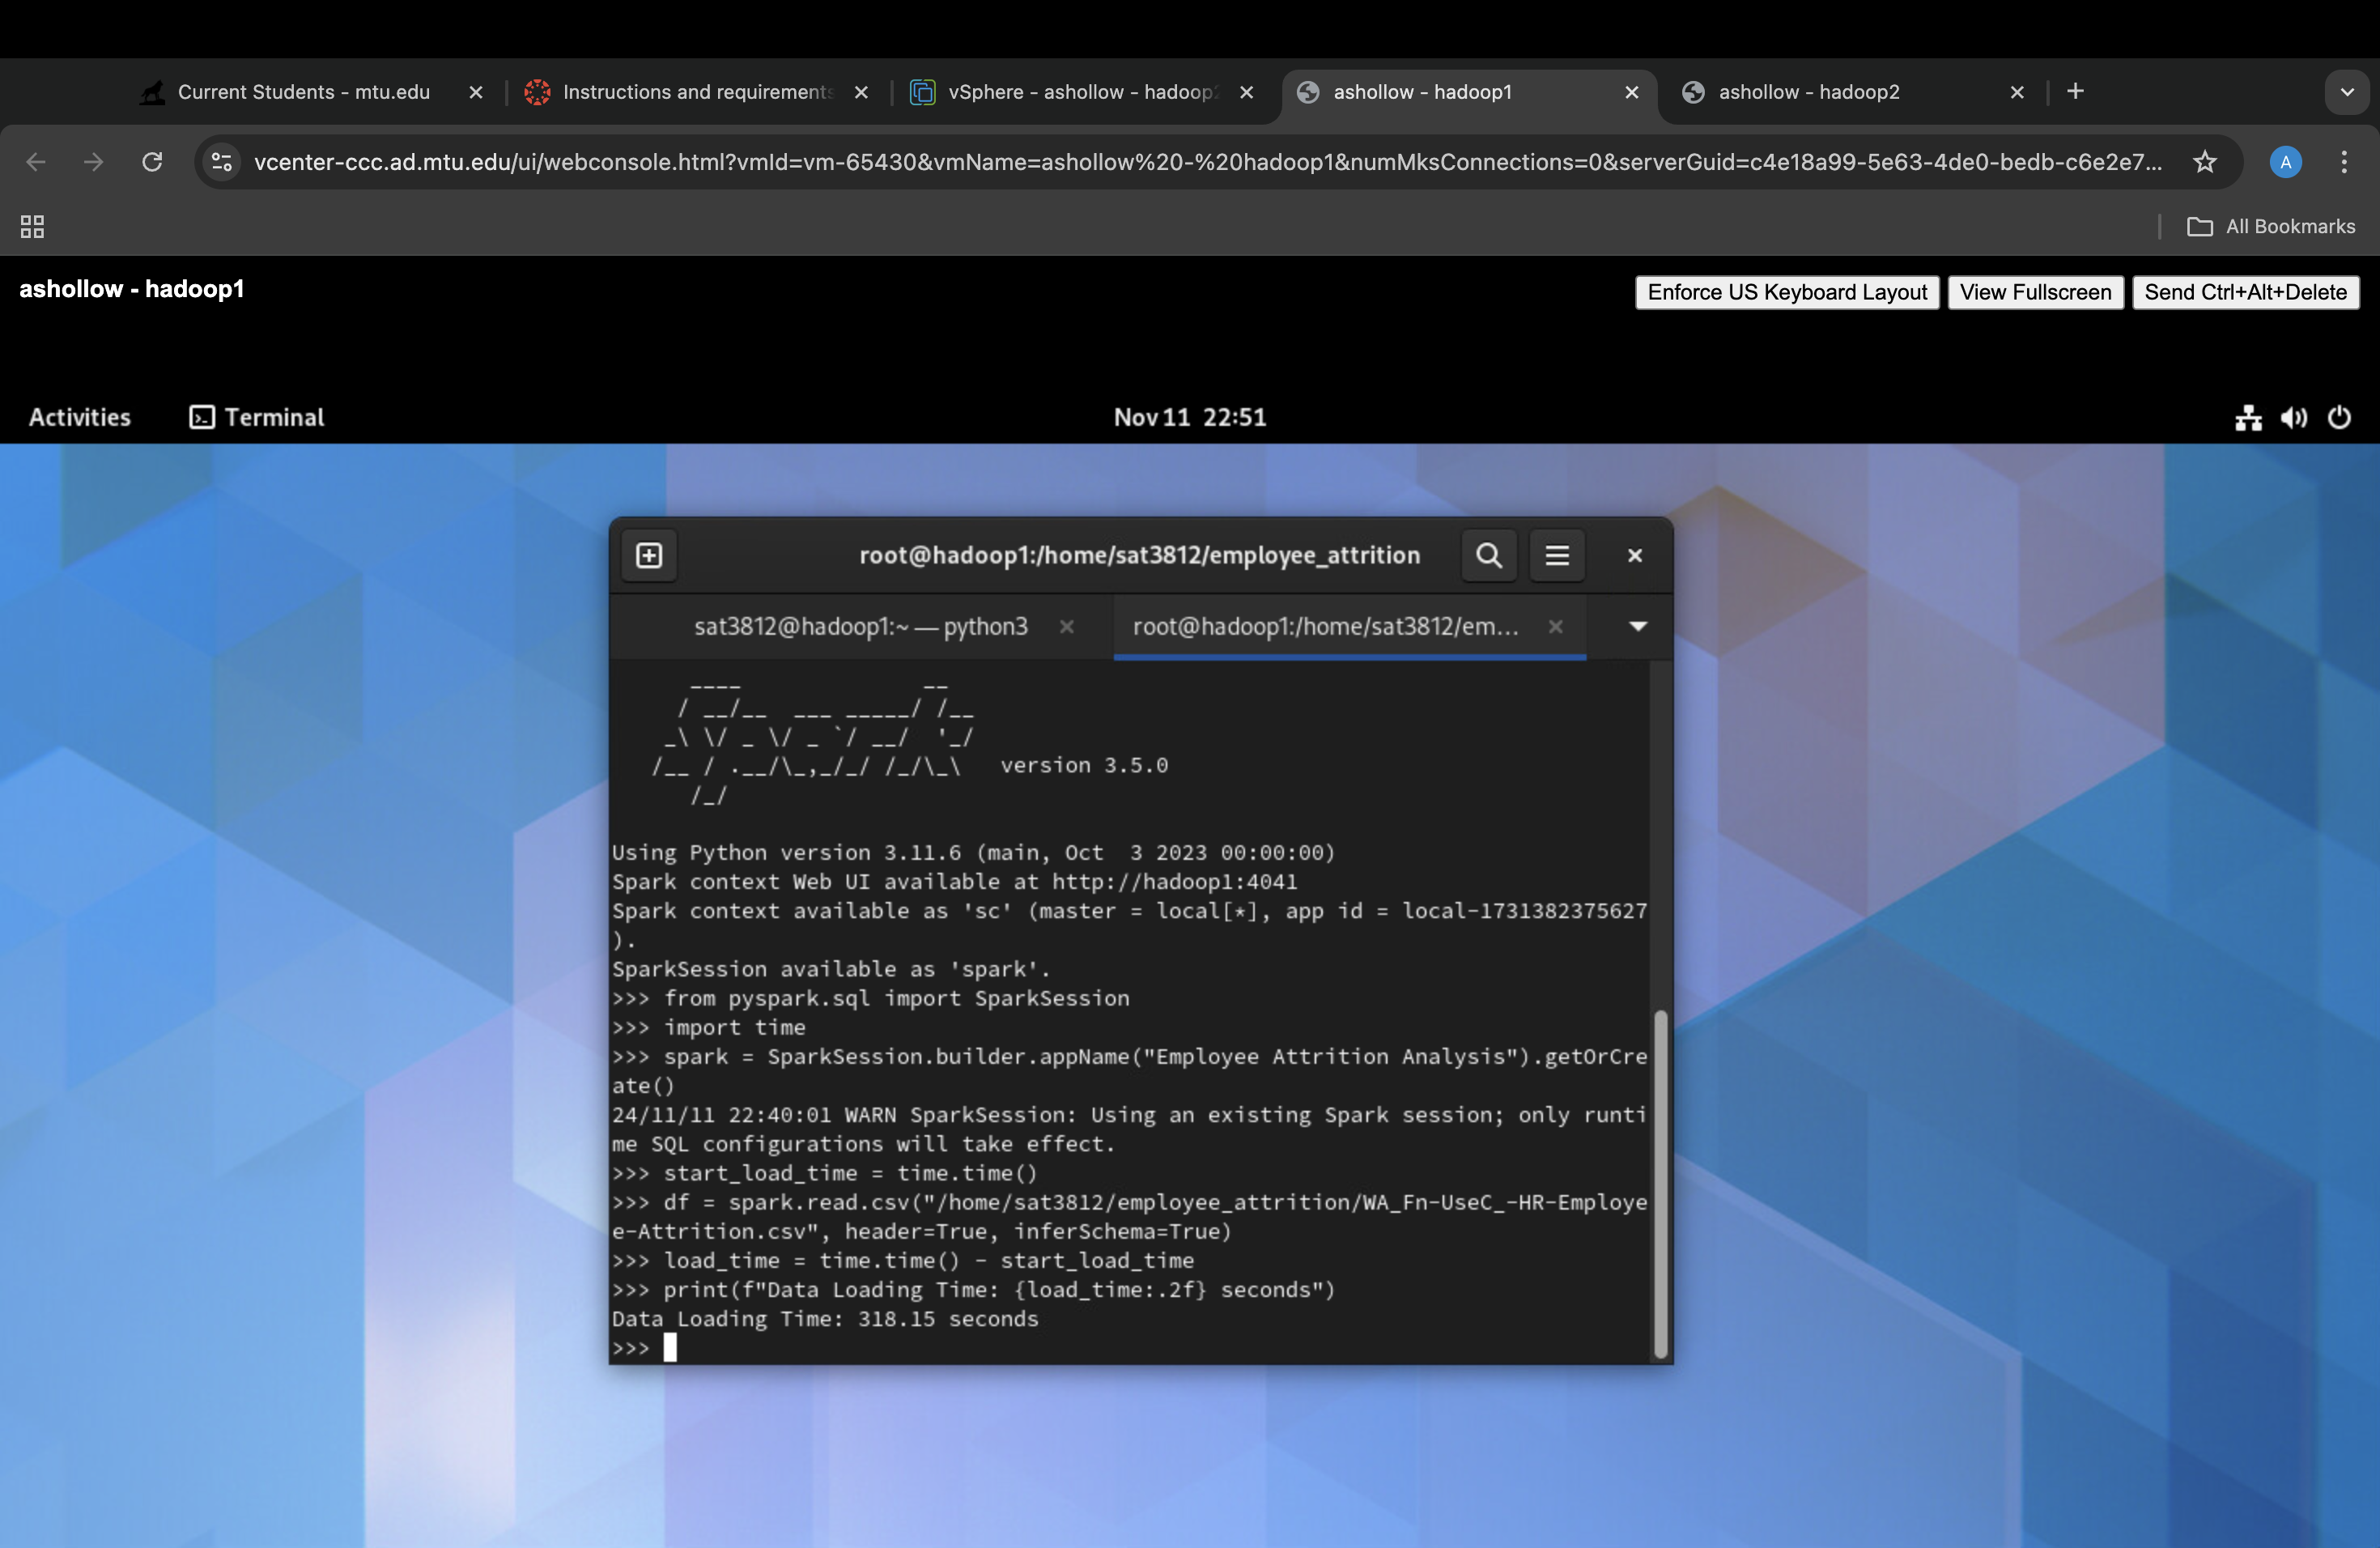 Current Students - mtu.edu
Instructions and requirements
vSphere - ashollow - hadoop2
ashollow - hadoop1
ashollow - hadoop2
vcenter-ccc.ad.mtu.edu/ui/webconsole.html?vmId=vm-65430&vmName=ashollow%20-%20hadoop1&numMksConnections=0&serverGuid=c4e18a99-5e63-4de0-bedb-c6e2e7...
A
All Bookmarks
ashollow - hadoop1
Enforce US Keyboard Layout
View Fullscreen
Send Ctrl+Alt+Delete
Activities
Terminal
Nov 11 22:51
root@hadoop1:/home/sat3812/employee_attrition
sat3812@hadoop1:~ — python3
root@hadoop1:/home/sat3812/em...
      ____              __
     / __/__  ___ _____/ /__
    _\ \/ _ \/ _ `/ __/  '_/
   /__ / .__/\_,_/_/ /_/\_\   version 3.5.0
      /_/
Using Python version 3.11.6 (main, Oct  3 2023 00:00:00)
Spark context Web UI available at http://hadoop1:4041
Spark context available as 'sc' (master = local[*], app id = local-1731382375627
).
SparkSession available as 'spark'.
>>> from pyspark.sql import SparkSession
>>> import time
>>> spark = SparkSession.builder.appName("Employee Attrition Analysis").getOrCre
ate()
24/11/11 22:40:01 WARN SparkSession: Using an existing Spark session; only runti
me SQL configurations will take effect.
>>> start_load_time = time.time()
>>> df = spark.read.csv("/home/sat3812/employee_attrition/WA_Fn-UseC_-HR-Employe
e-Attrition.csv", header=True, inferSchema=True)
>>> load_time = time.time() - start_load_time
>>> print(f"Data Loading Time: {load_time:.2f} seconds")
Data Loading Time: 318.15 seconds
>>>